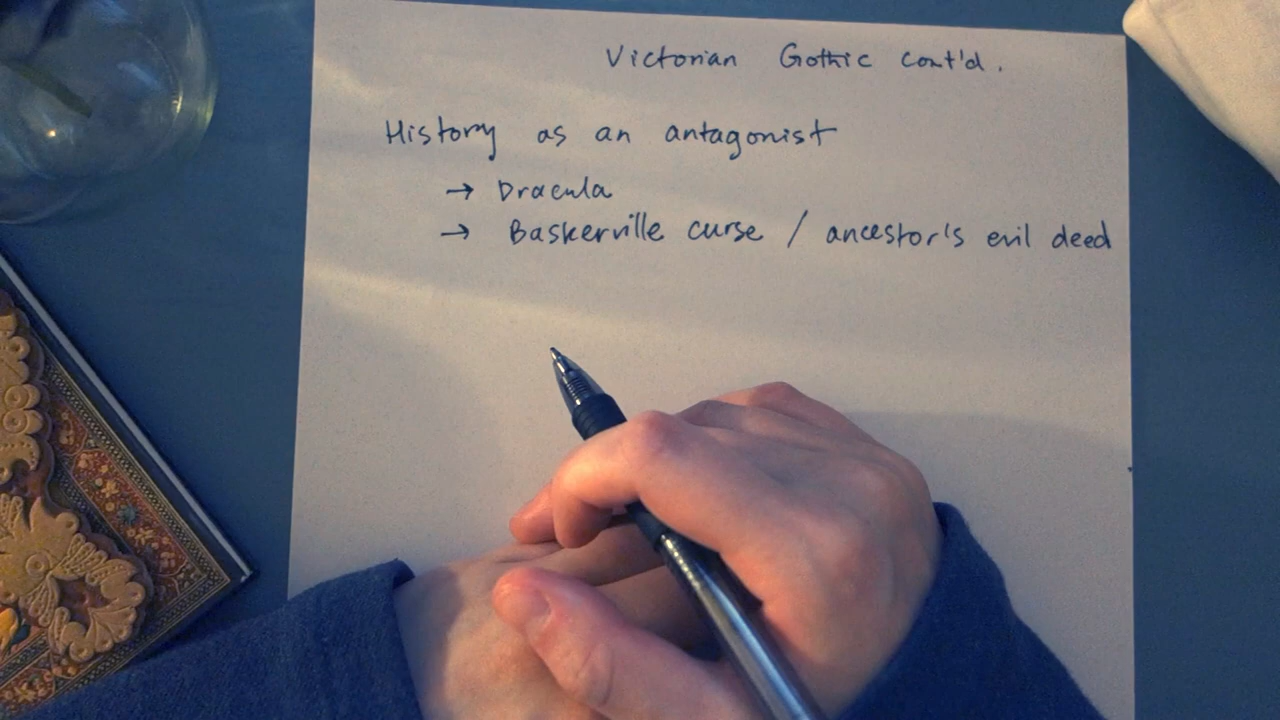 Victorian Gothic cont'd.
History as an antagonist
→ Dracula
→ Baskerville curse / ancestor's evil deed